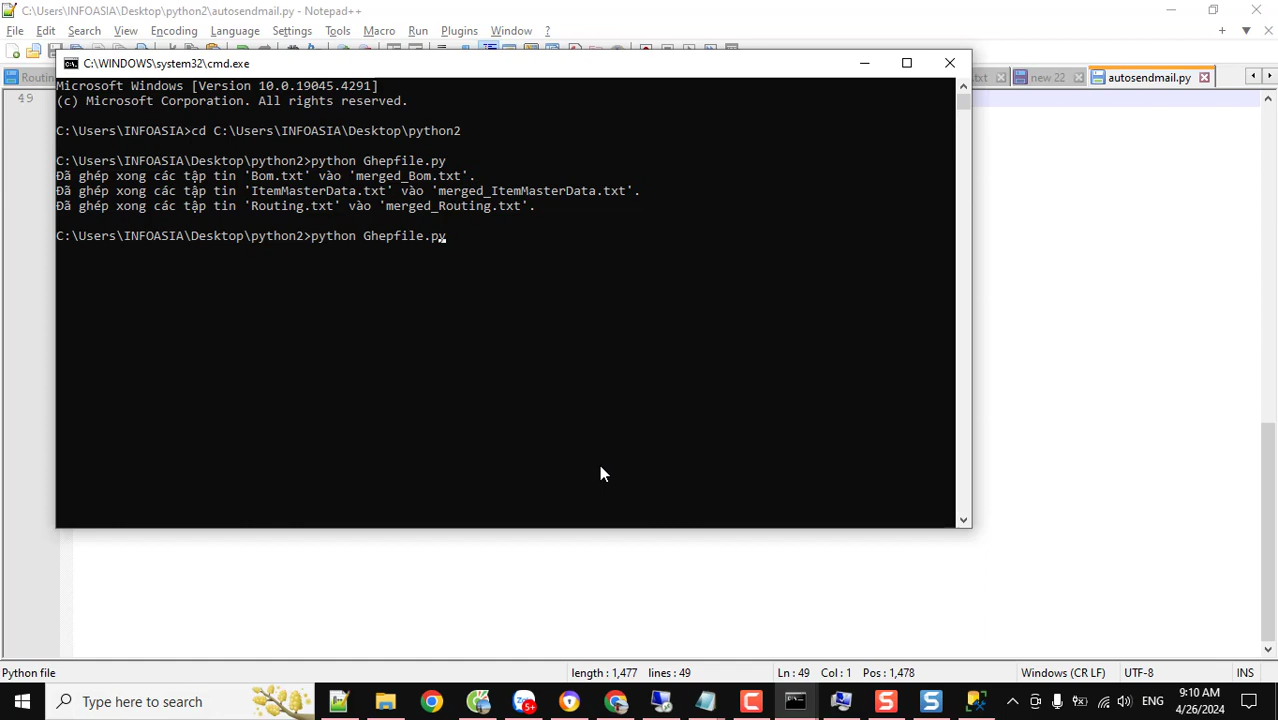 C:\Users\INFOASIA\Desktop\python2\autosendmail.py - Notepad++
File Edit Search View Encoding Language Settings Tools Macro Run Plugins Window ?
C:\WINDOWS\system32\cmd.exe
Routin
.txt
new 22
autosendmail.py
49
Microsoft Windows [Version 10.0.19045.4291]
(c) Microsoft Corporation. All rights reserved.
C:\Users\INFOASIA>cd C:\Users\INFOASIA\Desktop\python2
C:\Users\INFOASIA\Desktop\python2>python Ghepfile.py
Đã ghép xong các tập tin 'Bom.txt' vào 'merged_Bom.txt'.
Đã ghép xong các tập tin 'ItemMasterData.txt' vào 'merged_ItemMasterData.txt'.
Đã ghép xong các tập tin 'Routing.txt' vào 'merged_Routing.txt'.
C:\Users\INFOASIA\Desktop\python2>python Ghepfile.py
Python file
length : 1,477 lines : 49
Ln : 49 Col : 1 Pos : 1,478
Windows (CR LF)
UTF-8
INS
Type here to search
5+
ENG
9:10 AM
4/26/2024